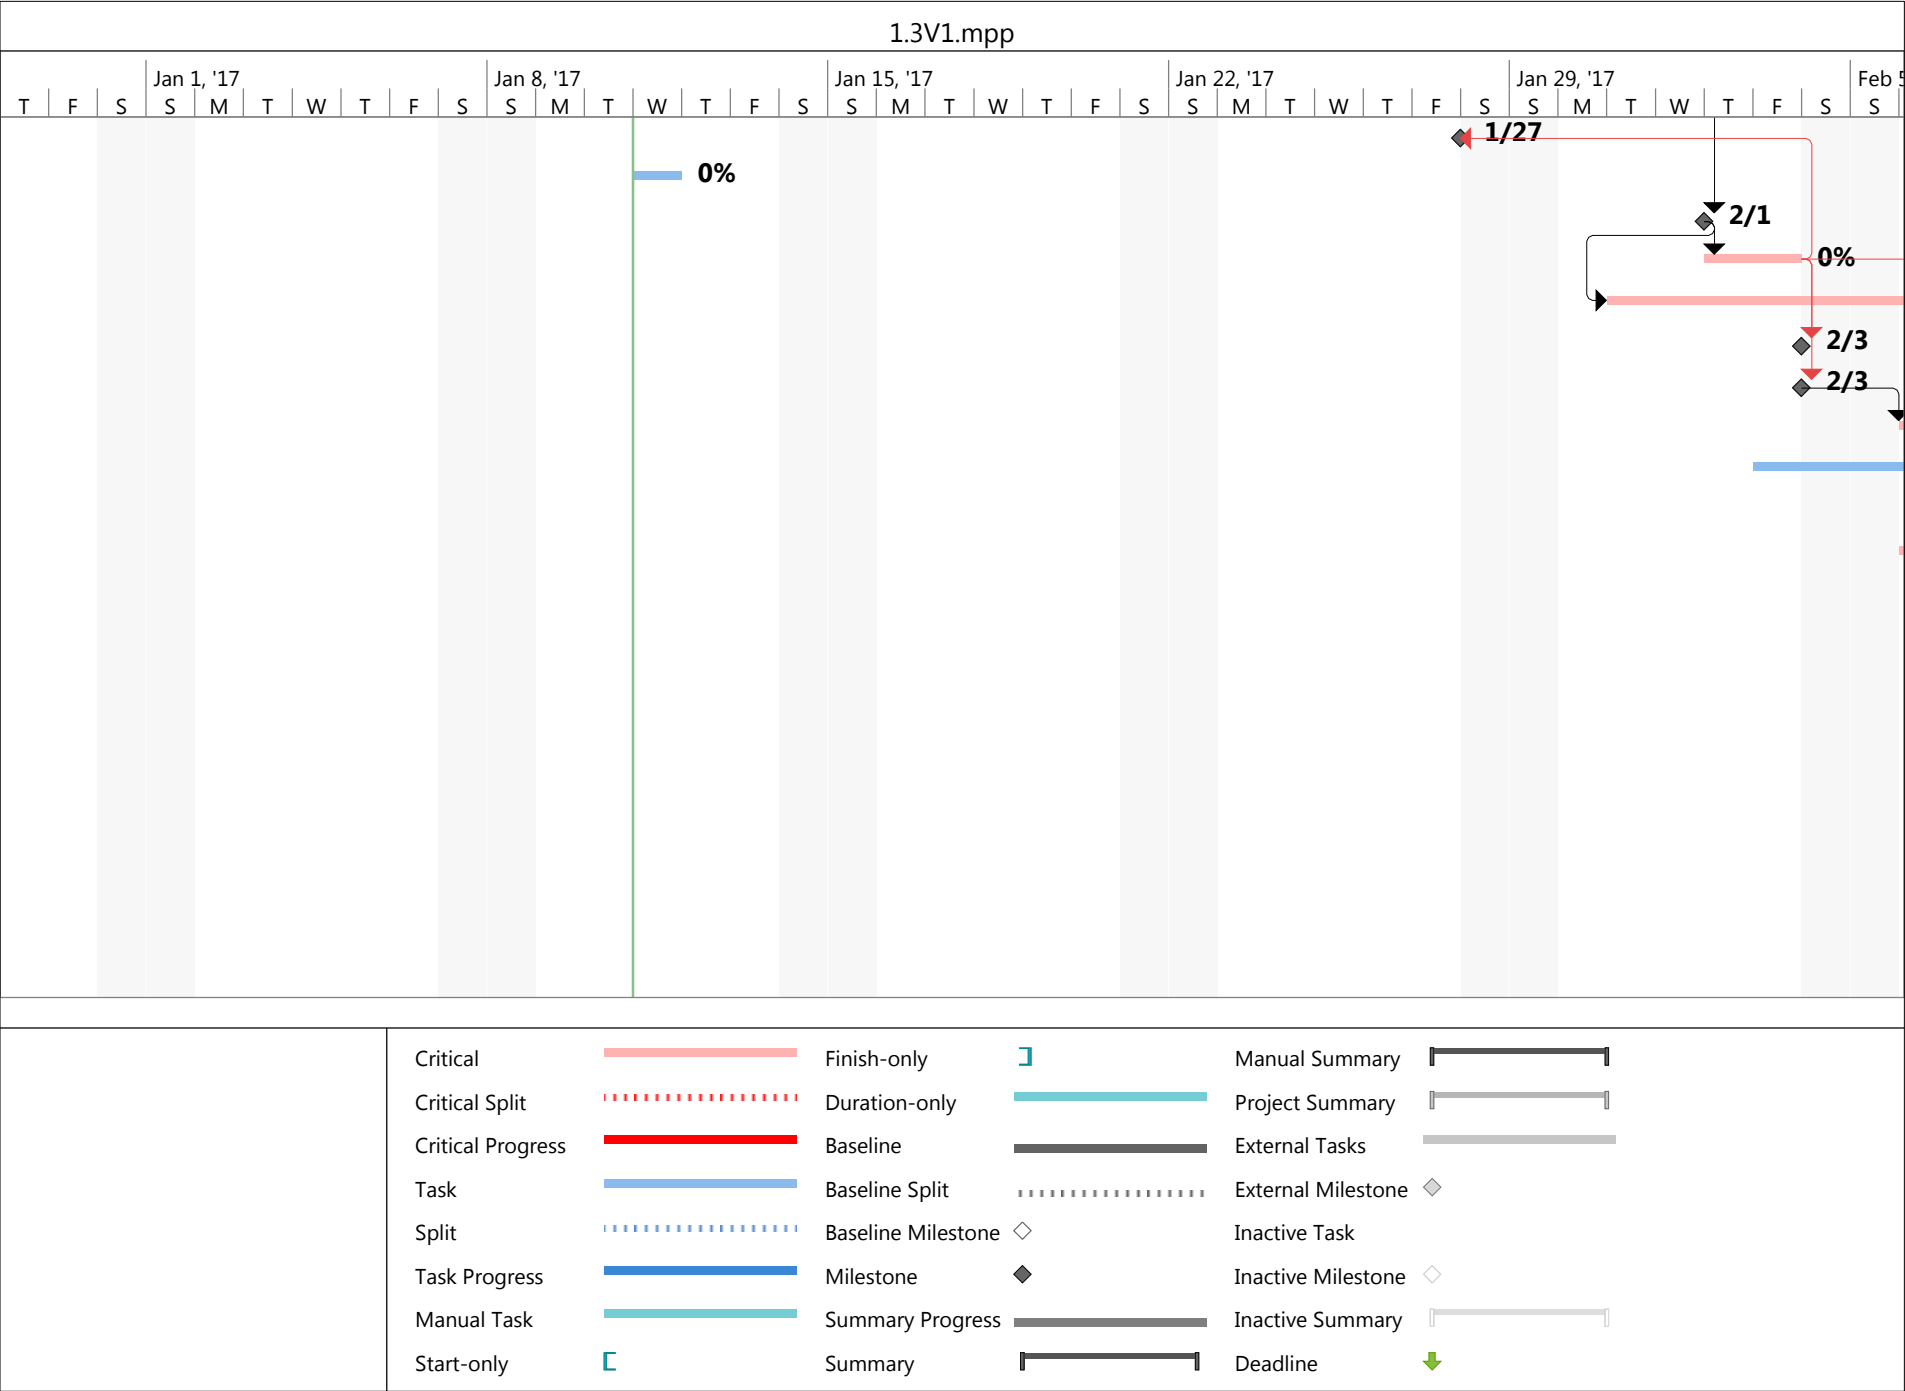 1.3V1.mpp
Jan 1, '17 Jan 8, '17 Jan 15, '17 Jan 22, '17 Jan 29, '17 Feb 5
T F S S M T W T F S S M T W T F S S M T W T F S S M T W T F S S M T W T F S S
1/27
0%
2/1
0%
2/3
2/3
Critical Finish-only Manual Summary
Critical Split Duration-only Project Summary
Critical Progress Baseline External Tasks
Task Baseline Split External Milestone
Split Baseline Milestone Inactive Task
Task Progress Milestone Inactive Milestone
Manual Task Summary Progress Inactive Summary
Start-only Summary Deadline